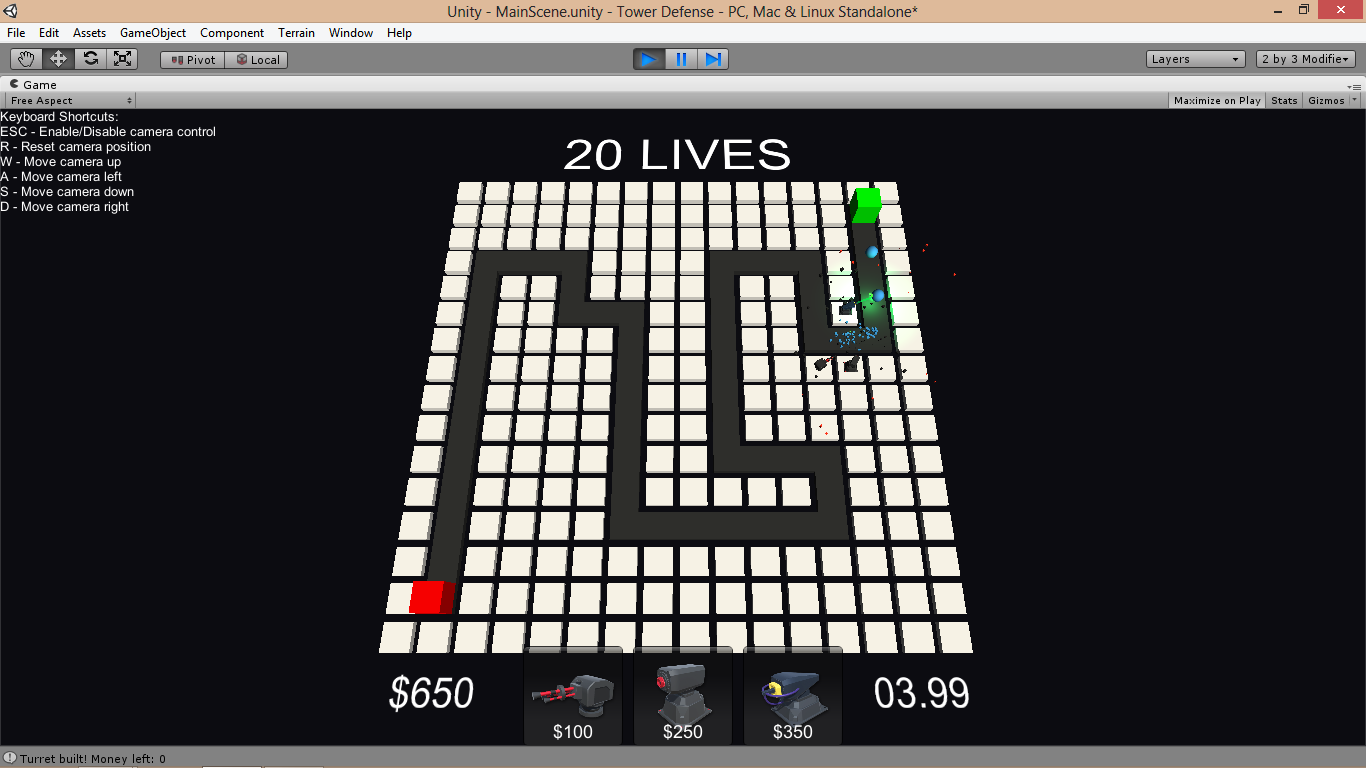 Unity - MainScene.unity - Tower Defense - PC, Mac & Linux Standalone*
File Edit Assets GameObject Component Terrain Window Help
Pivot Local Layers 2 by 3 Modifie
Game
Free Aspect Maximize on Play Stats Gizmos
Keyboard Shortcuts:
ESC - Enable/Disable camera control
R - Reset camera position
W - Move camera up
A - Move camera left
S - Move camera down
D - Move camera right
20 LIVES
$650 03.99
$100 $250 $350
Turret built! Money left: 0